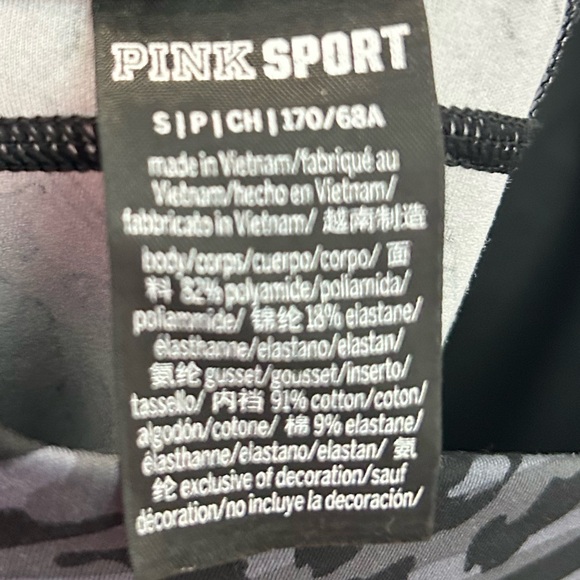 PINK SPORT
S|P|CH|170/68A
made in Vietnam/fabriqué au
Vietnam/hecho en Vietnam/
fabbricato in Vietnam/ 越南制造
body/corps/cuerpo/corpo/ 面
料 82% polyamide/poliamida/
poliammide/ 锦纶 18% elastane/
élasthanne/elastano/elastan/
氨纶 gusset/gousset/inserto/
tassello/ 内裆 91% cotton/coton/
algodón/cotone/ 棉 9% elastane/
élasthanne/elastano/elastan/ 氨
纶 exclusive of decoration/sauf
décoration/no incluye la decoración/